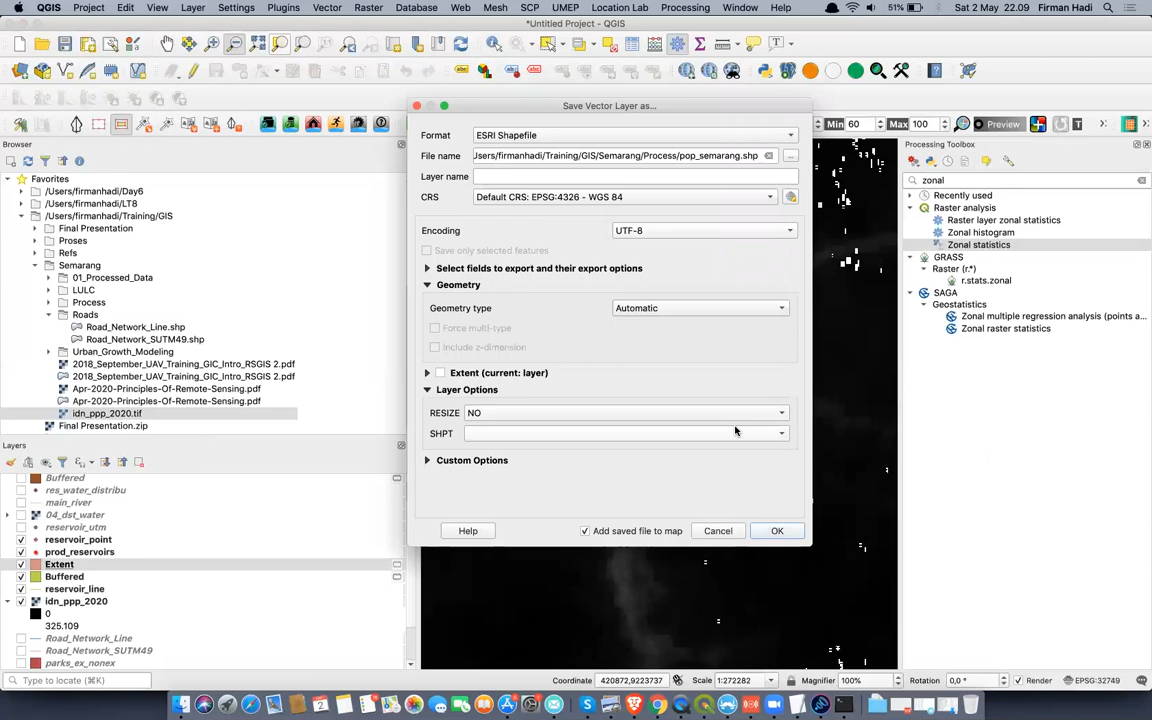 QGIS Project Edit View Layer Settings Plugins Vector Raster Database Web Mesh SCP UMEP Location Lab Processing Window Help 51% Sat 2 May 22.09 Firman Hadi
*Untitled Project - QGIS
Min 60 Max 100 Preview
Browser
Favorites
/Users/firmanhadi/Day6
/Users/firmanhadi/LT8
/Users/firmanhadi/Training/GIS
Final Presentation
Proses
Refs
Semarang
01_Processed_Data
LULC
Process
Roads
Road_Network_Line.shp
Road_Network_SUTM49.shp
Urban_Growth_Modeling
2018_September_UAV_Training_GIC_Intro_RSGIS 2.pdf
2018_September_UAV_Training_GIC_Intro_RSGIS 2.pdf
Apr-2020-Principles-Of-Remote-Sensing.pdf
Apr-2020-Principles-Of-Remote-Sensing.pdf
idn_ppp_2020.tif
Final Presentation.zip
Layers
Buffered
res_water_distribu
main_river
04_dst_water
reservoir_utm
reservoir_point
prod_reservoirs
Extent
Buffered
reservoir_line
idn_ppp_2020
0
325.109
Road_Network_Line
Road_Network_SUTM49
parks_ex_nonex
Save Vector Layer as...
Format ESRI Shapefile
File name Jsers/firmanhadi/Training/GIS/Semarang/Process/pop_semarang.shp ...
Layer name
CRS Default CRS: EPSG:4326 - WGS 84
Encoding UTF-8
Save only selected features
Select fields to export and their export options
Geometry
Geometry type Automatic
Force multi-type
Include z-dimension
Extent (current: layer)
Layer Options
RESIZE NO
SHPT
Custom Options
Help Add saved file to map Cancel OK
Processing Toolbox
zonal
Recently used
Raster analysis
Raster layer zonal statistics
Zonal histogram
Zonal statistics
GRASS
Raster (r.*)
r.stats.zonal
SAGA
Geostatistics
Zonal multiple regression analysis (points a...
Zonal raster statistics
Type to locate (⌘K) Coordinate 420872,9223737 Scale 1:272282 Magnifier 100% Rotation 0,0 ° Render EPSG:32749